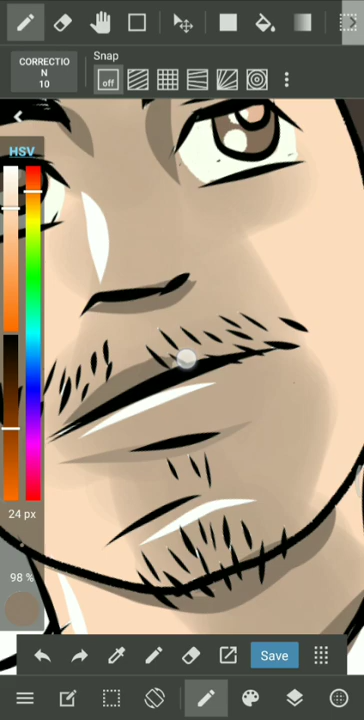 Snap
CORRECTIO
N
10
off
HSV
24 px
98 %
Save